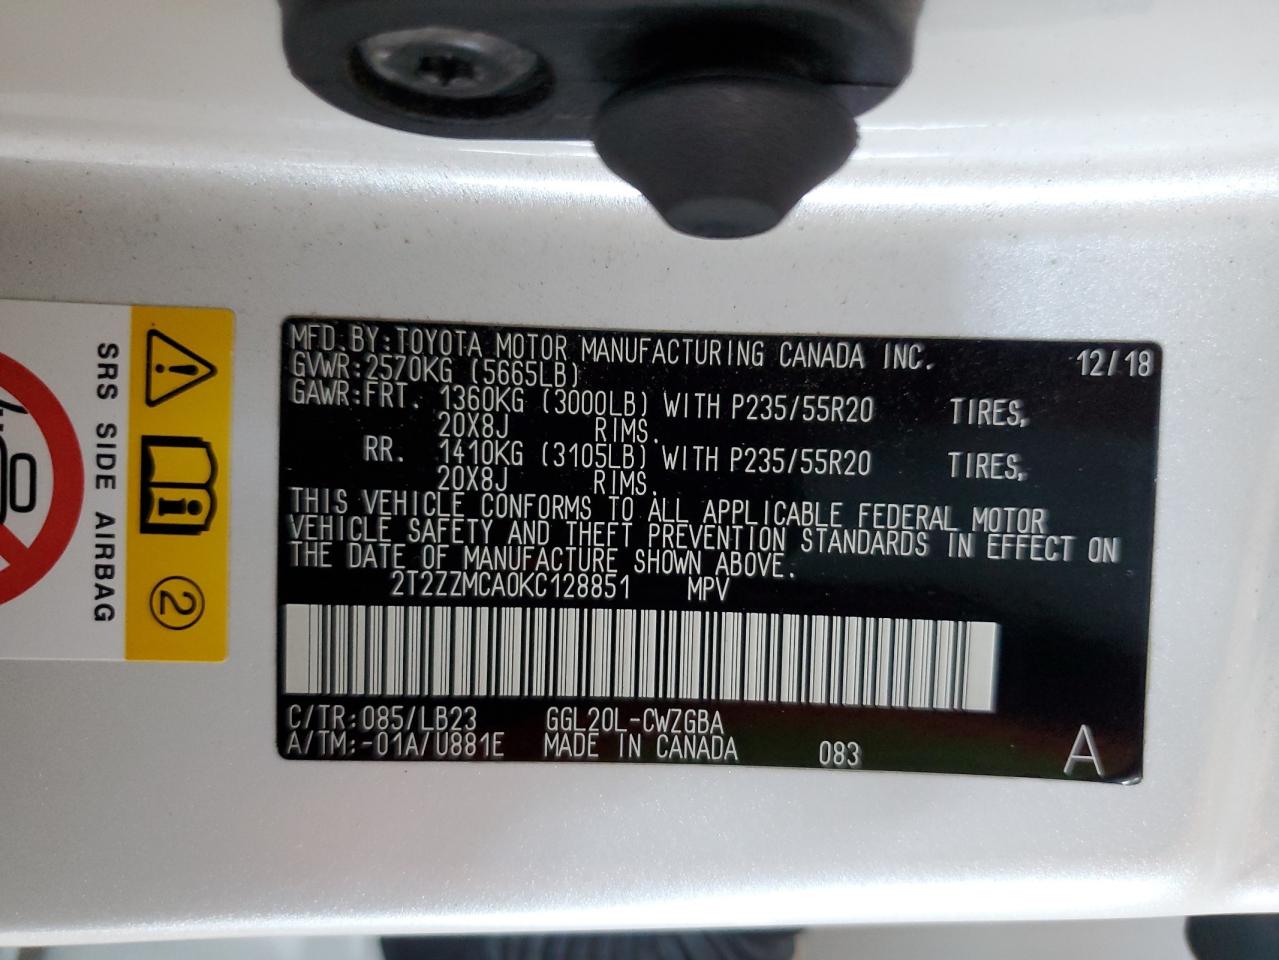 MFD.BY:TOYOTA MOTOR MANUFACTURING CANADA INC. 12/18
GVWR:2570KG (5665LB)
GAWR:FRT. 1360KG (3000LB) WITH P235/55R20 TIRES,
20X8J RIMS.
RR. 1410KG (3105LB) WITH P235/55R20 TIRES,
20X8J RIMS.
THIS VEHICLE CONFORMS TO ALL APPLICABLE FEDERAL MOTOR
VEHICLE SAFETY AND THEFT PREVENTION STANDARDS IN EFFECT ON
THE DATE OF MANUFACTURE SHOWN ABOVE.
2T2ZZMCA0KC128851 MPV
C/TR:085/LB23 GGL20L-CWZGBA
A/TM:-01A/U881E MADE IN CANADA 083 A
SRS SIDE AIRBAG
2